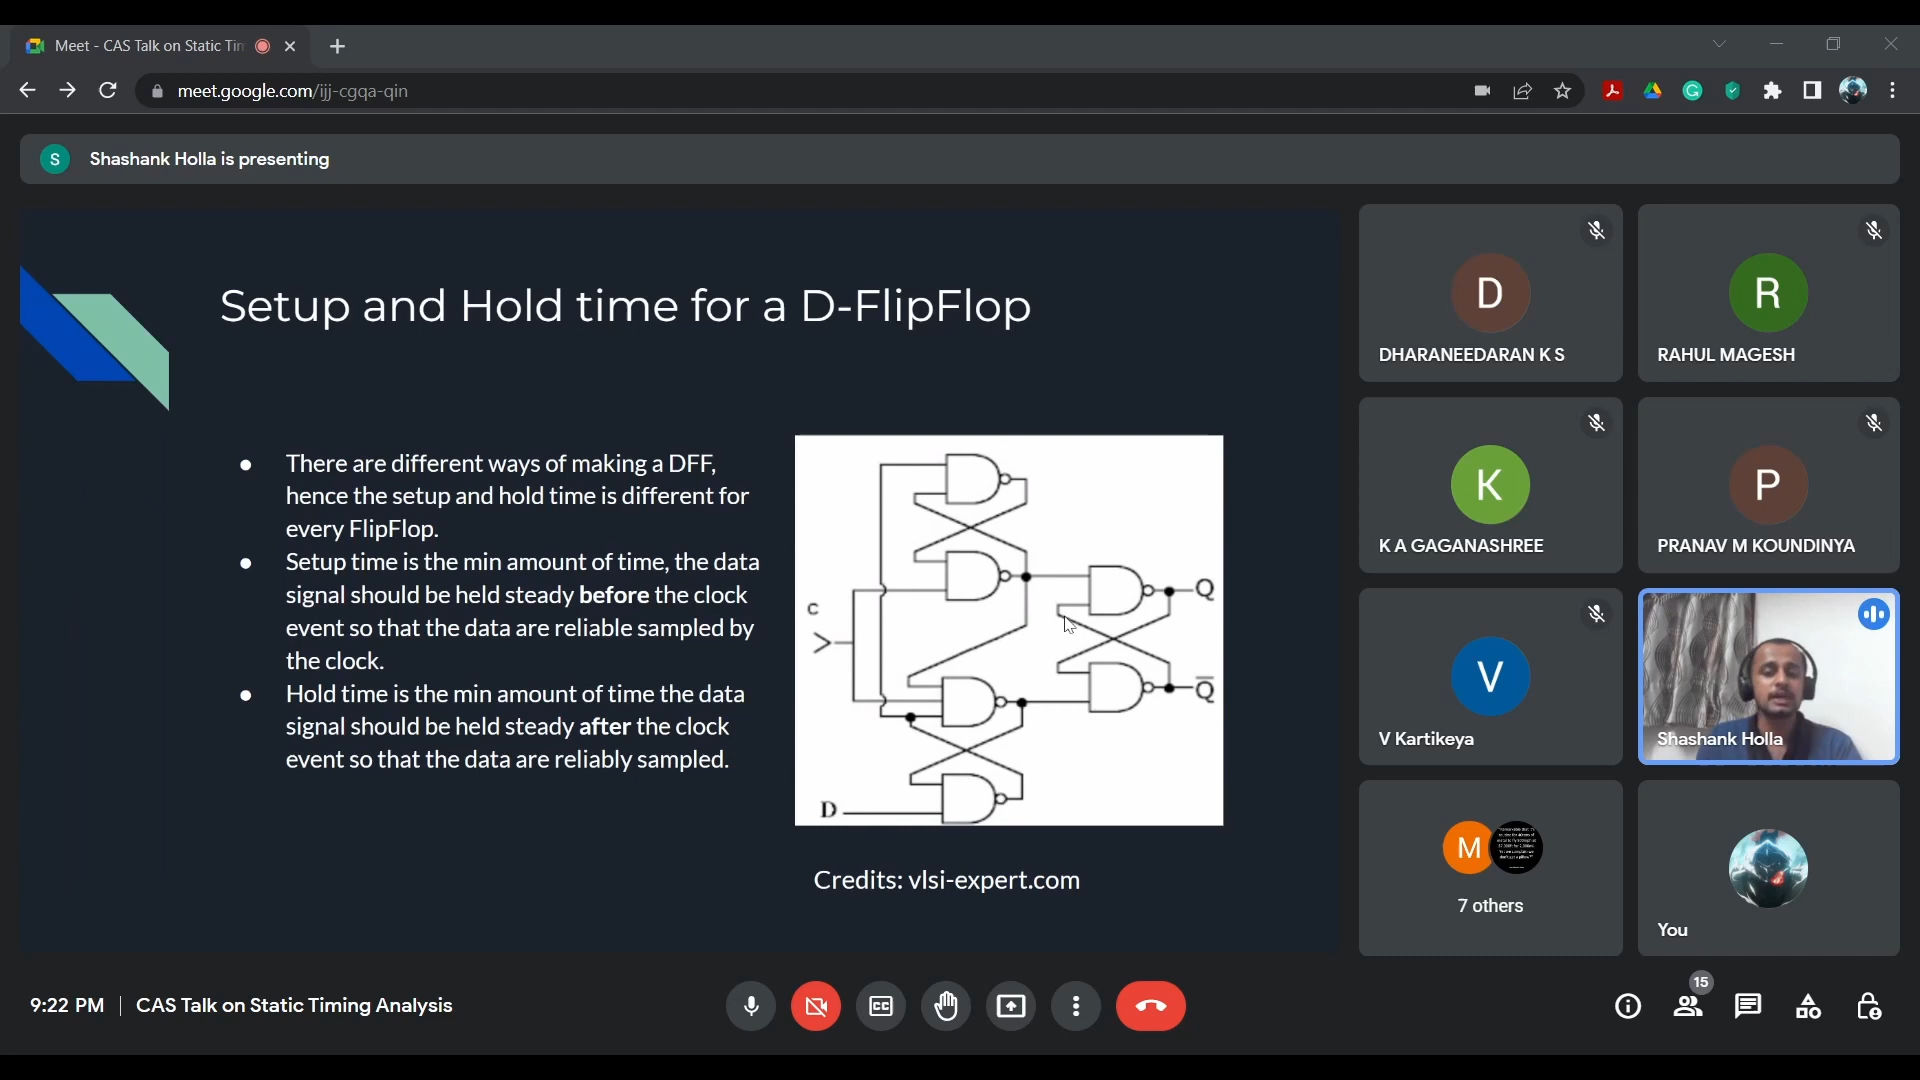 Meet - CAS Talk on Static Tim
meet.google.com/ijj-cgqa-qin
S
Shashank Holla is presenting
Setup and Hold time for a D-FlipFlop
● There are different ways of making a DFF,
hence the setup and hold time is different for
every FlipFlop.
● Setup time is the min amount of time, the data
signal should be held steady before the clock
event so that the data are reliable sampled by
the clock.
● Hold time is the min amount of time the data
signal should be held steady after the clock
event so that the data are reliably sampled.
C
D
Q
Q̅
Credits: vlsi-expert.com
D
DHARANEEDARAN K S
R
RAHUL MAGESH
K
K A GAGANASHREE
P
PRANAV M KOUNDINYA
V
V Kartikeya
Shashank Holla
M
7 others
You
9:22 PM | CAS Talk on Static Timing Analysis
CC
15